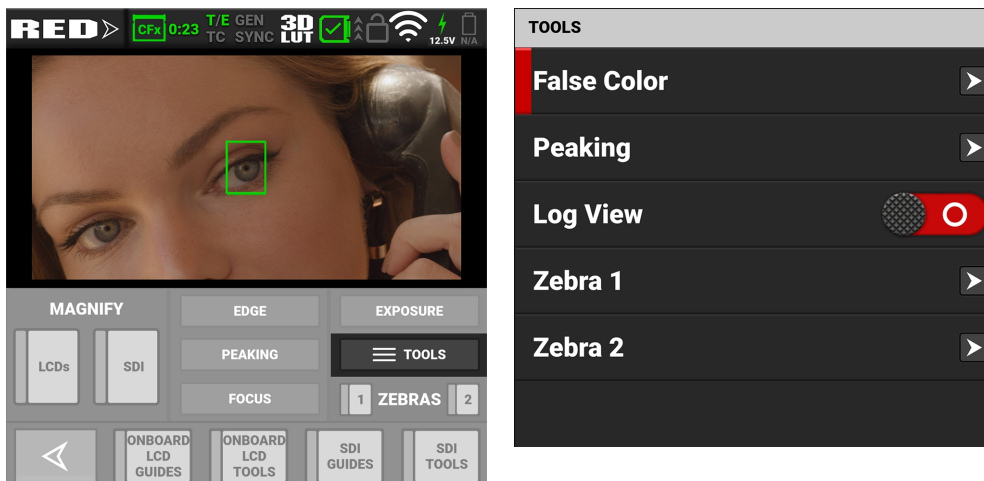 RED
CFx 0:23 T/E GEN 3D
TC SYNC LUT
12.5V N/A
MAGNIFY
LCDs
SDI
EDGE
PEAKING
FOCUS
EXPOSURE
TOOLS
1 ZEBRAS 2
ONBOARD
LCD
GUIDES
ONBOARD
LCD
TOOLS
SDI
GUIDES
SDI
TOOLS
TOOLS
False Color
Peaking
Log View
Zebra 1
Zebra 2